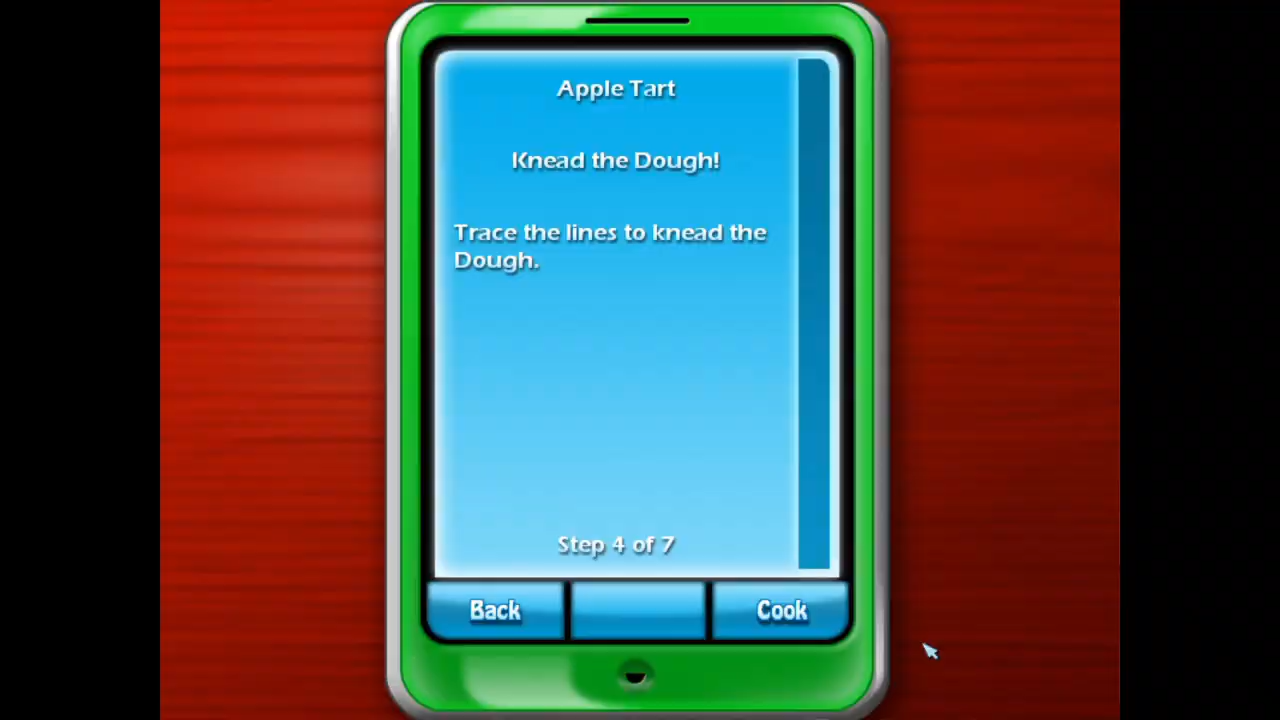 Apple Tart
Knead the Dough!
Trace the lines to knead the
Dough.
Step 4 of 7
Back
Cook